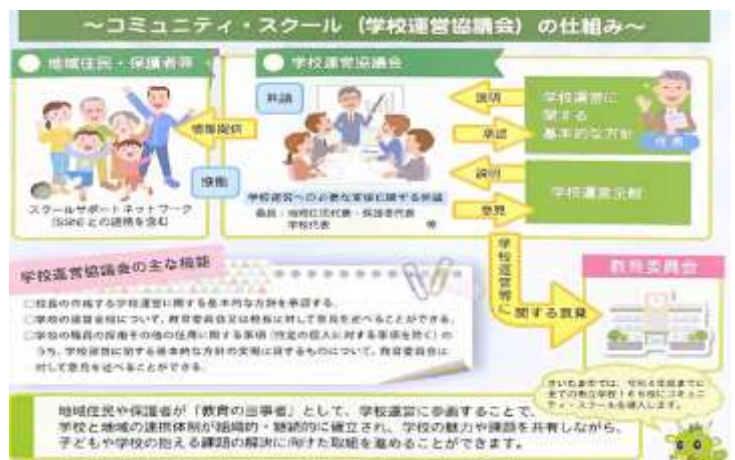 ～コミュニティ・スクール（学校運営協議会）の仕組み～
地域住民・保護者等
学校運営協議会
熟議
説明
学校運営に
関する
基本的な方針
情報提供
承認
校長
協働
説明
学校運営全般
学校運営への必要な支援に関する協議
意見
スクールサポートネットワーク
(SSN)との連携を含む
委員：地域住民代表・保護者代表
学校代表 等
学校運営等に
関する意見
教育委員会
学校運営協議会の主な機能
□校長の作成する学校運営に関する基本的な方針を承認する。
□学校の運営全般について、教育委員会又は校長に対して意見を述べることができる。
□学校の職員の採用その他の任用に関する事項（特定の個人に対する事項を除く）の
うち、学校運営に関する基本的な方針の実現に資するものについて、教育委員会に
対して意見を述べることができる。
さいたま市では、令和4年度までに
全ての市立学校168校にコミュニ
ティ・スクールを導入します。
地域住民や保護者が「教育の当事者」として、学校運営に参画することで、
学校と地域の連携体制が組織的・継続的に確立され、学校の魅力や課題を共有しながら、
子どもや学校の抱える課題の解決に向けた取組を進めることができます。